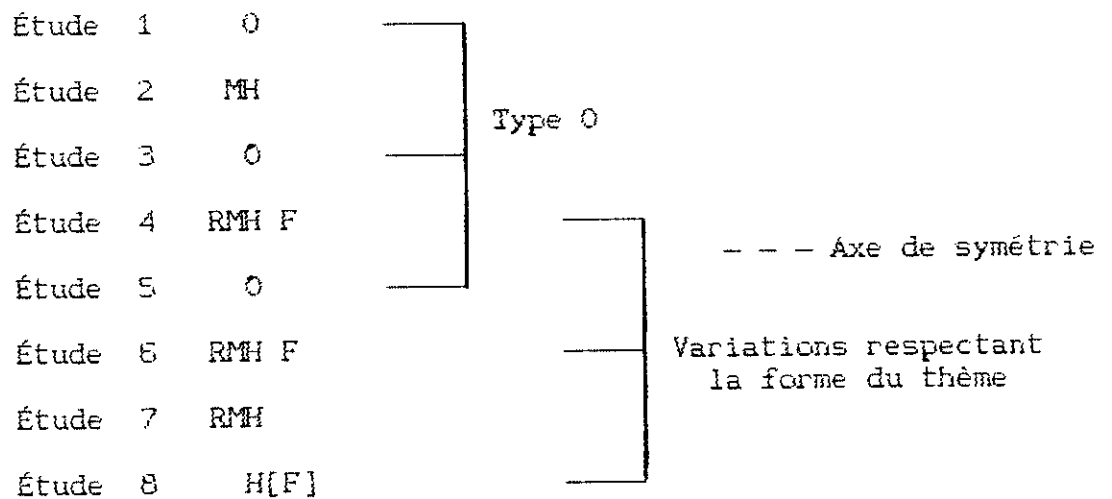 Étude 1 O
Étude 2 MH
Type O
Étude 3 O
Étude 4 RMH F
- - - Axe de symétrie
Étude 5 O
Étude 6 RMH F
Variations respectant
la forme du thème
Étude 7 RMH
Étude 8 H[F]